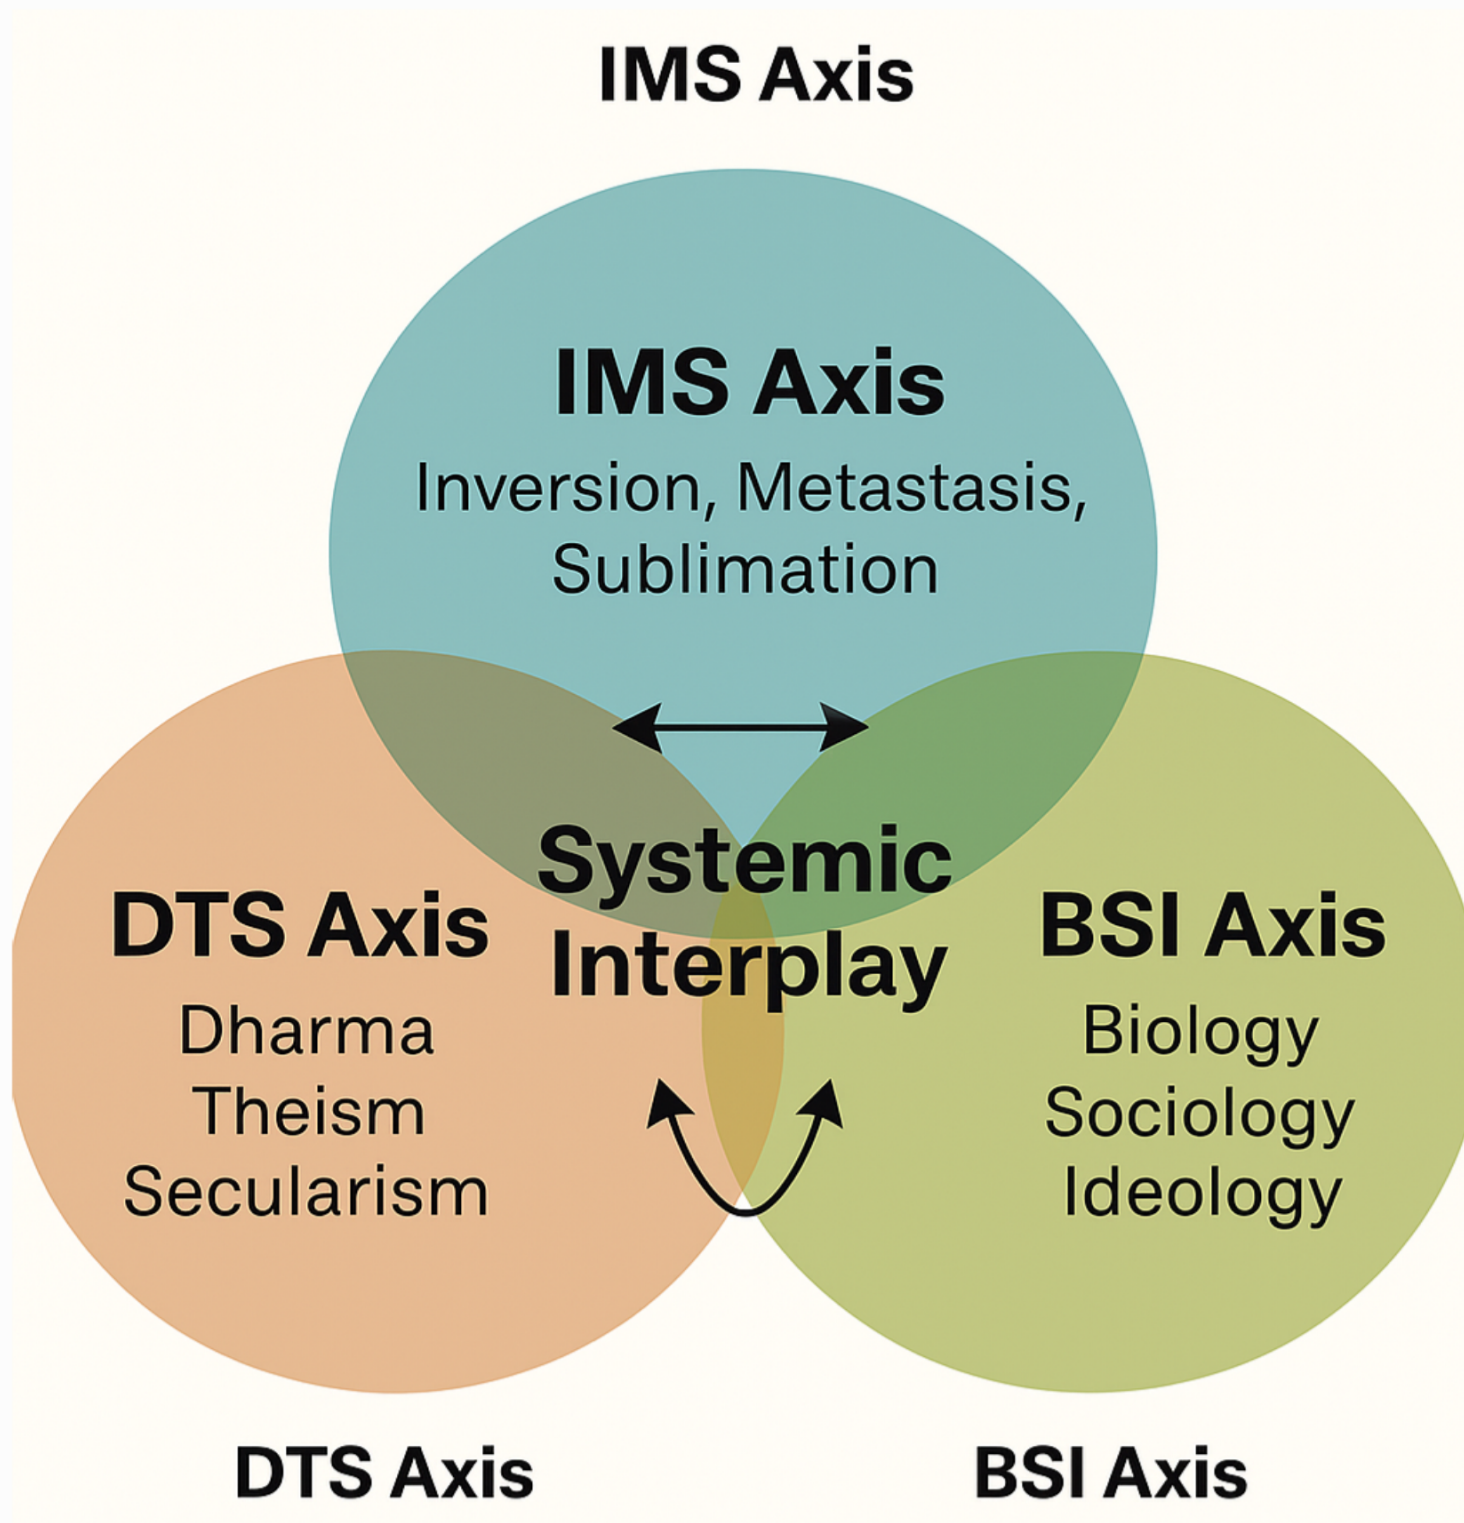 IMS Axis
IMS Axis
Inversion, Metastasis,
Sublimation
Systemic
Interplay
DTS Axis
Dharma
Theism
Secularism
BSI Axis
Biology
Sociology
Ideology
DTS Axis
BSI Axis